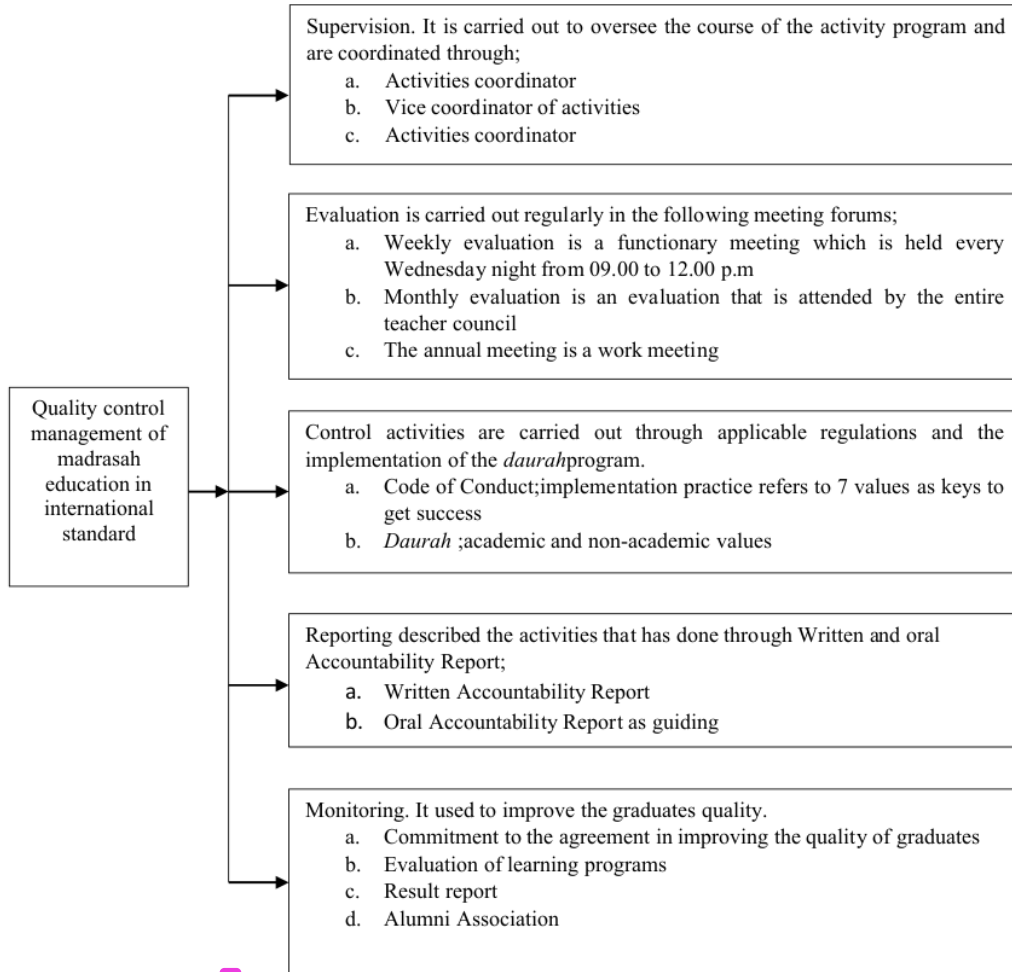 Supervision. It is carried out to oversee the course of the activity program and
are coordinated through;
a. Activities coordinator
b. Vice coordinator of activities
c. Activities coordinator
Evaluation is carried out regularly in the following meeting forums;
a. Weekly evaluation is a functionary meeting which is held every
Wednesday night from 09.00 to 12.00 p.m
b. Monthly evaluation is an evaluation that is attended by the entire
teacher council
c. The annual meeting is a work meeting
Quality control
management of
madrasah
education in
international
standard
Control activities are carried out through applicable regulations and the
implementation of the daurahprogram.
a. Code of Conduct;implementation practice refers to 7 values as keys to
get success
b. Daurah ;academic and non-academic values
Reporting described the activities that has done through Written and oral
Accountability Report;
a. Written Accountability Report
b. Oral Accountability Report as guiding
Monitoring. It used to improve the graduates quality.
a. Commitment to the agreement in improving the quality of graduates
b. Evaluation of learning programs
c. Result report
d. Alumni Association